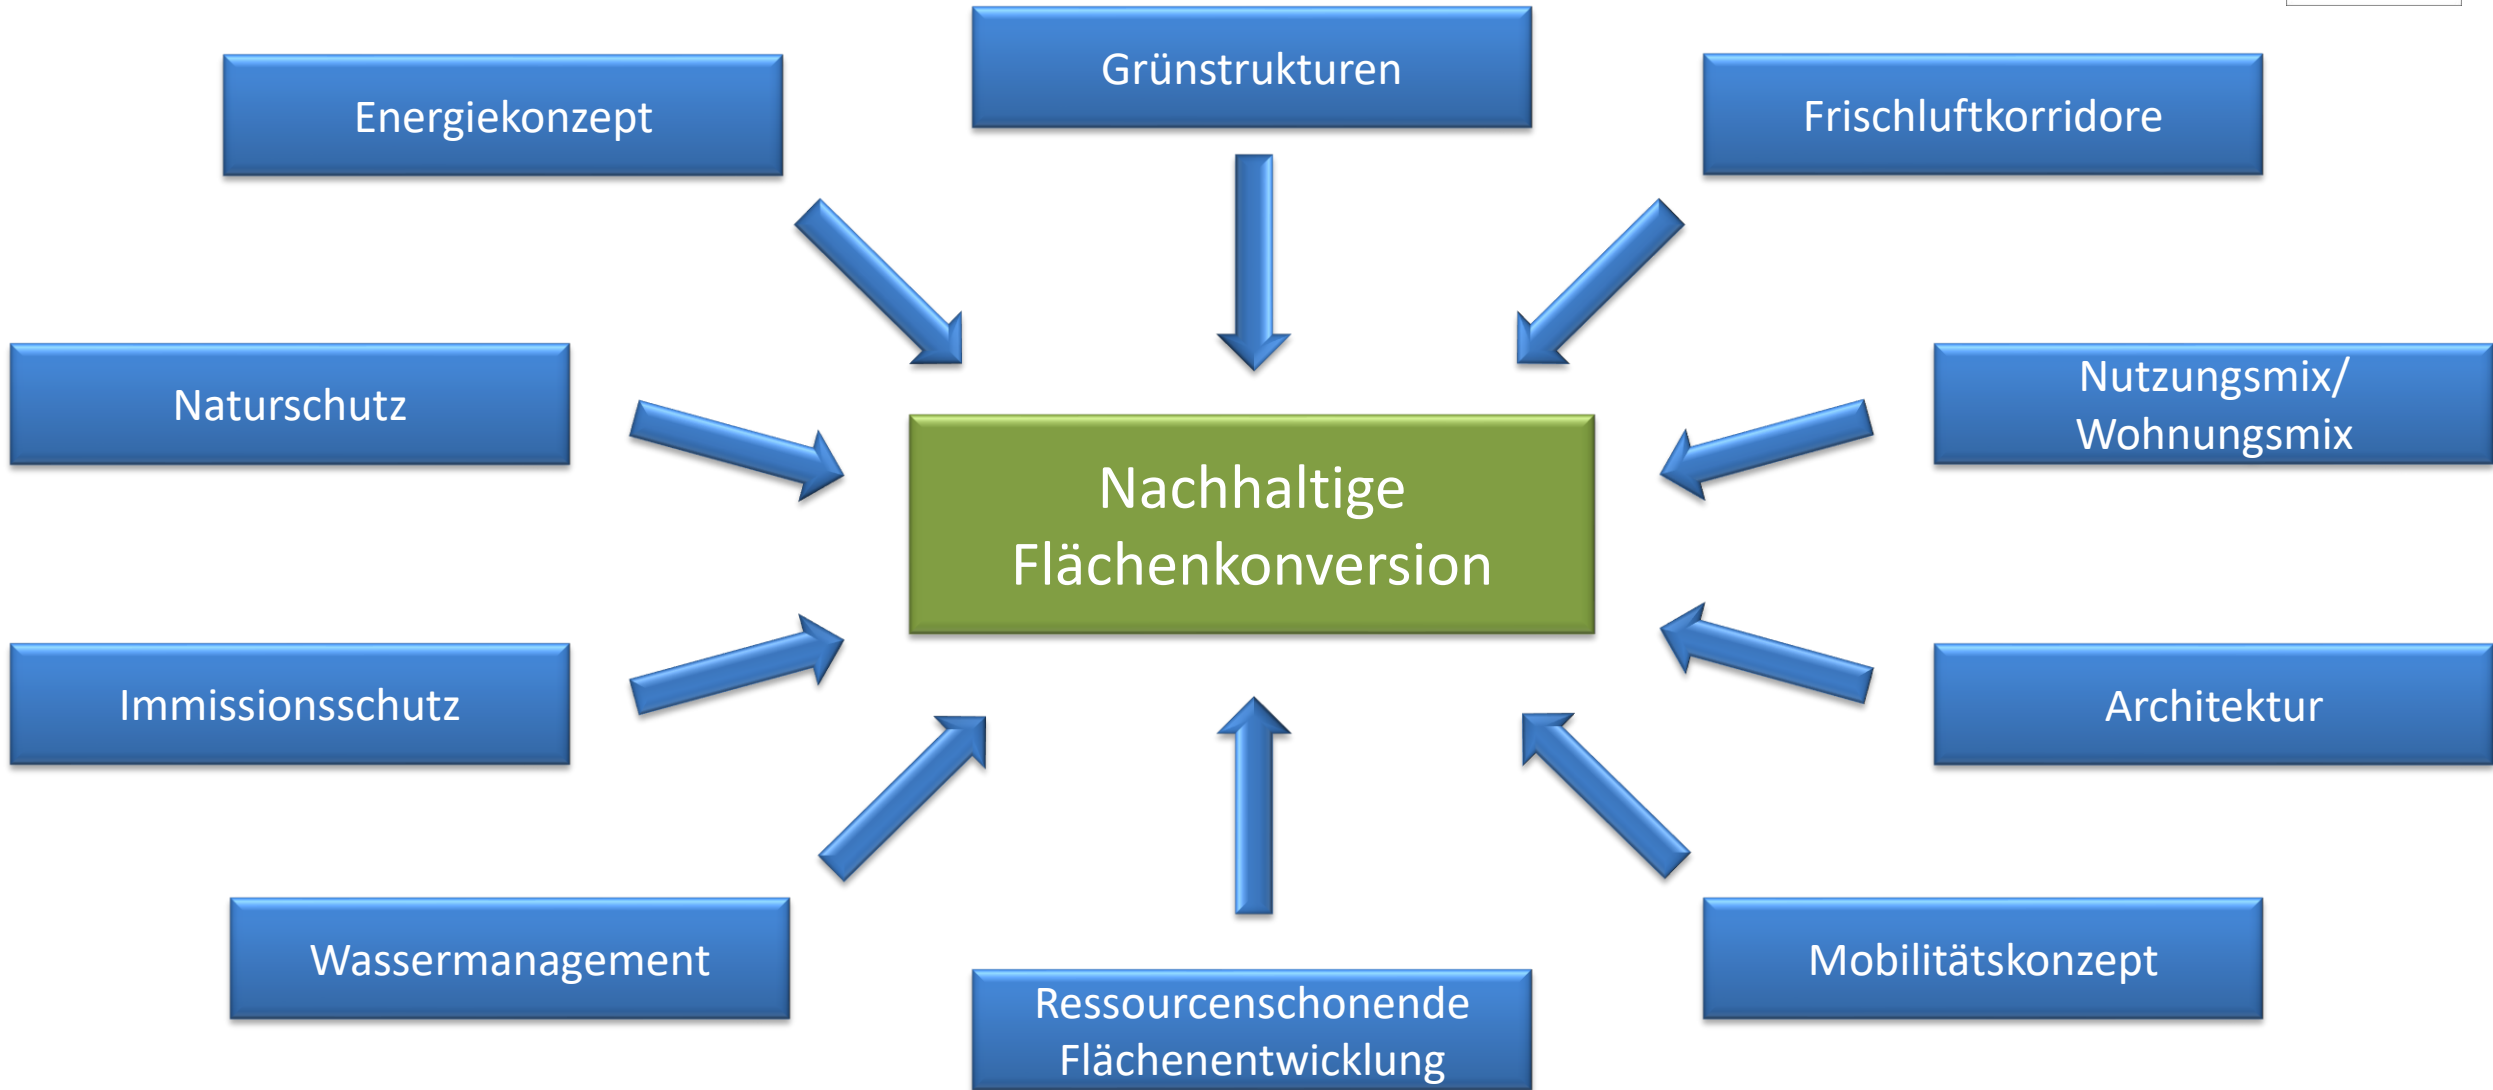 Grünstrukturen
Energiekonzept
Frischluftkorridore
Naturschutz
Nutzungsmix/
Wohnungsmix
Nachhaltige
Flächenkonversion
Immissionsschutz
Architektur
Wassermanagement
Mobilitätskonzept
Ressourcenschonende
Flächenentwicklung